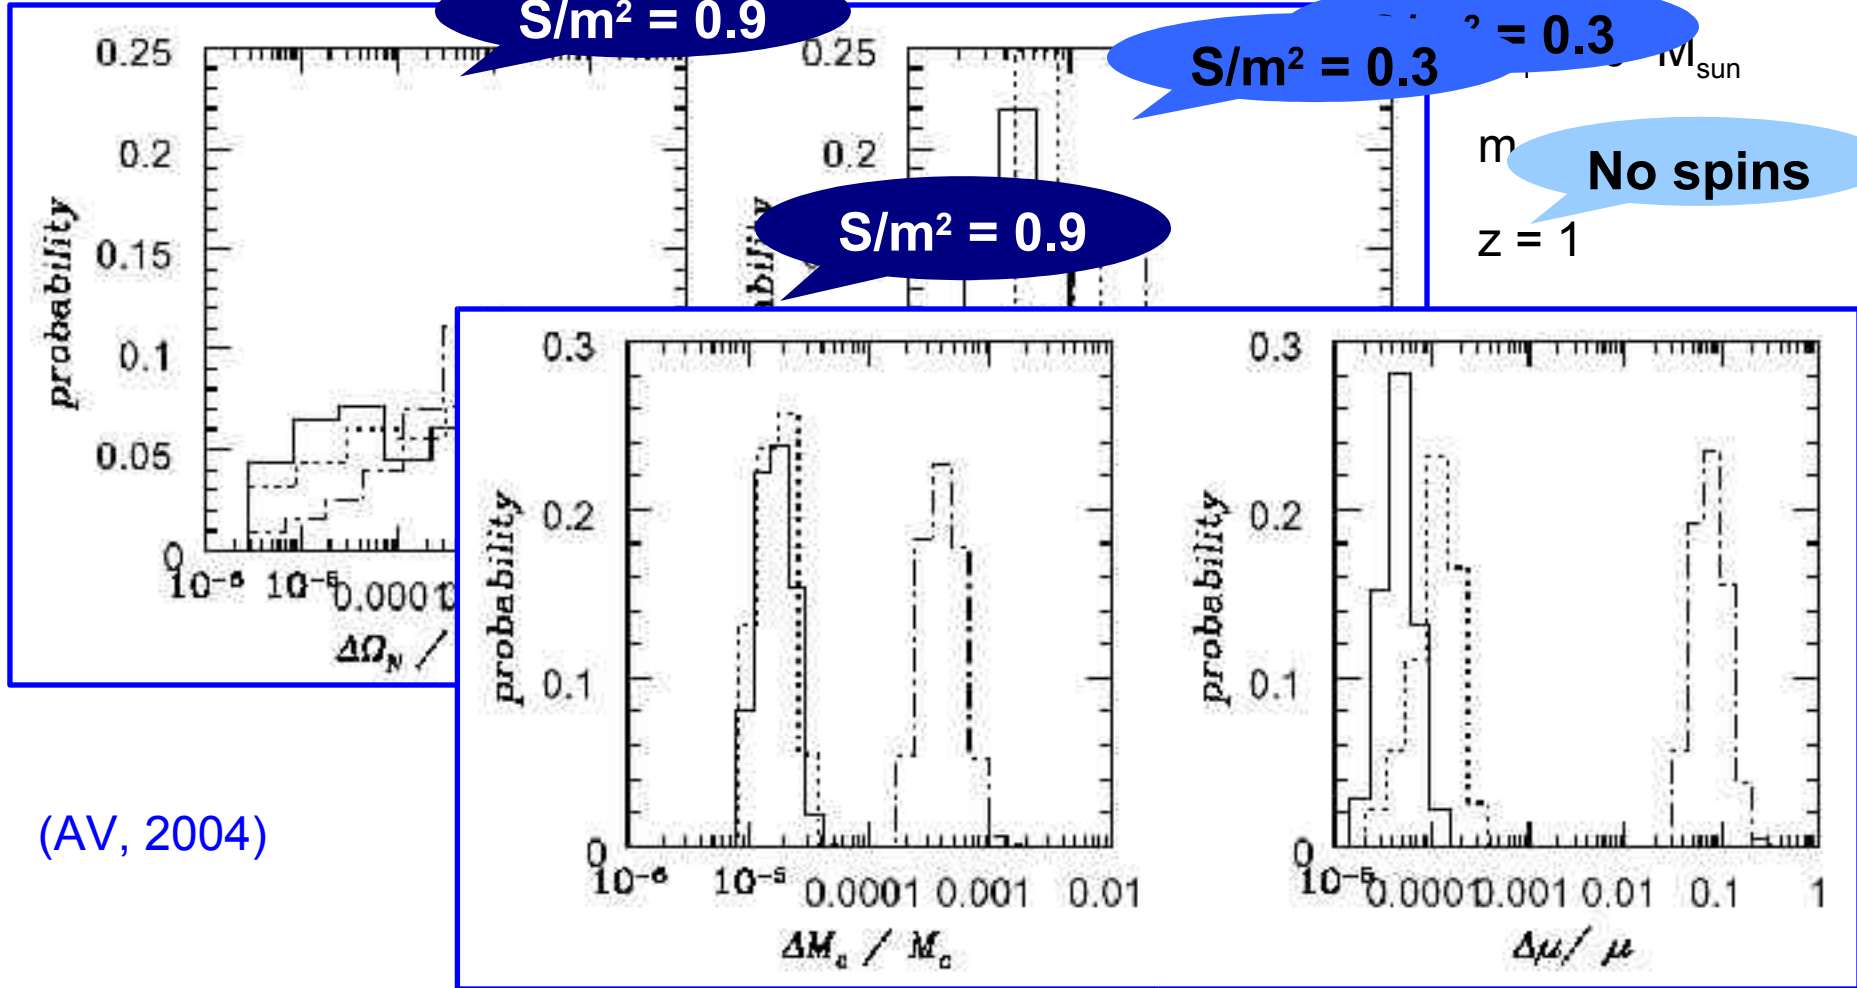 S/m² = 0.9
² = 0.3
S/m² = 0.3
M_sun
m
No spins
z = 1
S/m² = 0.9
0.25
0.2
0.15
0.1
0.05
0
probability
10⁻⁶ 10⁻⁵ 0.0001
ΔΩ_N /
0.25
0.2
0.3
0.2
0.1
0
probability
10⁻⁶ 10⁻⁵ 0.0001 0.001 0.01
ΔM_c / M_c
0.3
0.2
0.1
0
probability
10⁻⁵ 0.0001 0.001 0.01 0.1 1
Δμ/ μ
(AV, 2004)